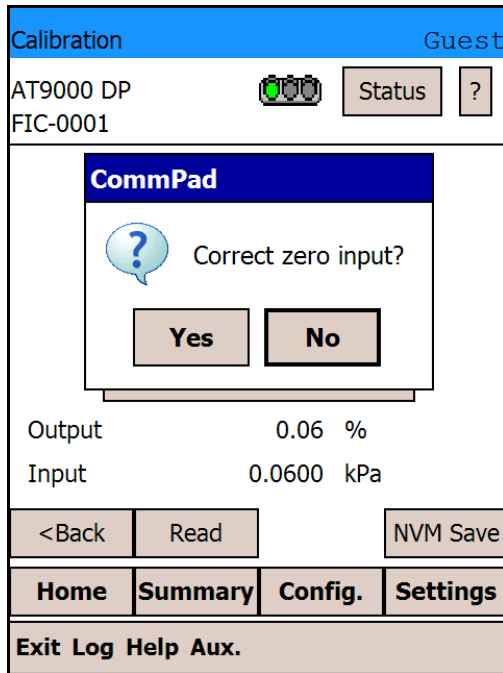 Calibration Guest
AT9000 DP Status ?
FIC-0001
CommPad
? Correct zero input?
Yes No
Output 0.06 %
Input 0.0600 kPa
<Back Read NVM Save
Home Summary Config. Settings
Exit Log Help Aux.